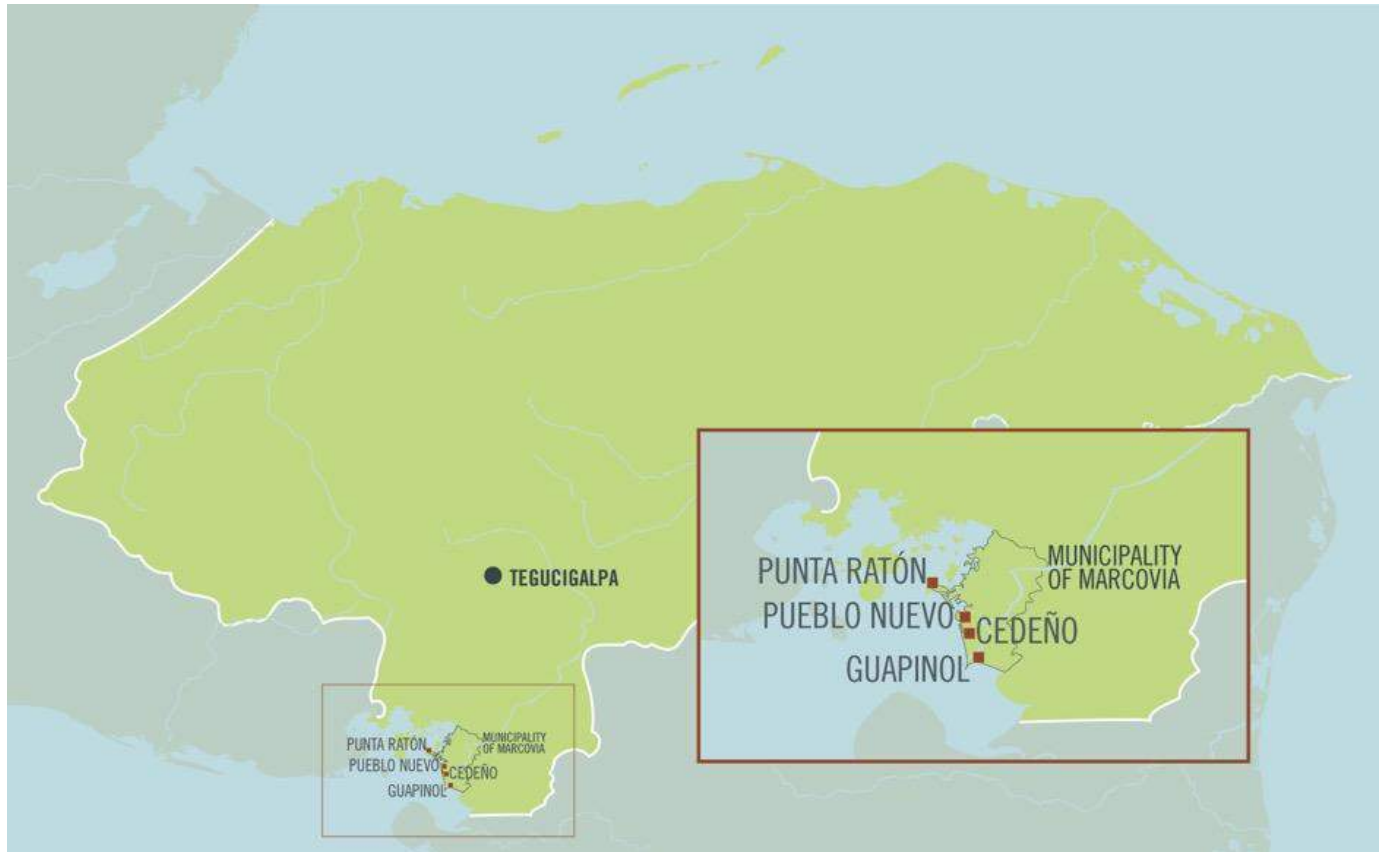 TEGUCIGALPA
PUNTA RATÓN
MUNICIPALITY
OF MARCOVIA
PUEBLO NUEVO
CEDEÑO
GUAPINOL
PUNTA RATÓN
MUNICIPALITY
OF MARCOVIA
PUEBLO NUEVO
CEDEÑO
GUAPINOL